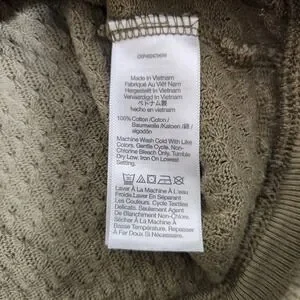 Made In Vietnam
Fabriqué Au Viêt Nam
Hergestellt in Vietnam
Vervaardigd In Vietnam
ベトナム製
hecho en vietnam
100% Cotton /Coton /
Baumwolle /Katoen /綿 /
algodón
Machine Wash Cold With Like
Colors, Gentle Cycle, Non-
Chlorine Bleach Only, Tumble
Dry Low, Iron On Lowest
Setting.
Laver À La Machine À L'eau
Froide.Laver En Séparant
Les Couleurs. Cycle Textiles
Délicats. Seulement Agent
De Blanchiment Non-Chloré.
Sécher À La Machine À
Basse Température. Repasser
À Fer Doux Si Nécessaire.